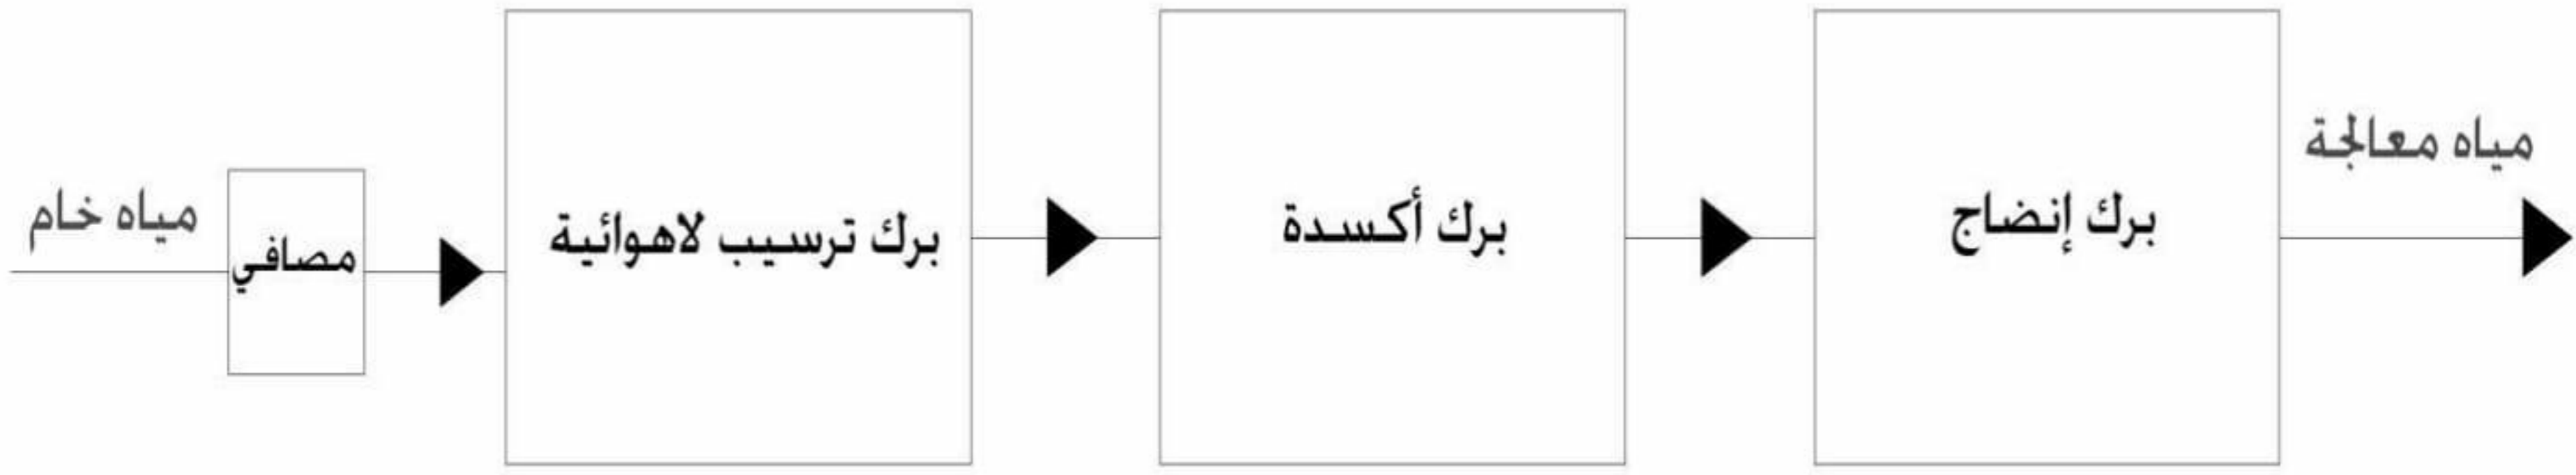 مياه خام
مصافي
برك ترسيب لاهوائية
برك أكسدة
برك إنضاج
مياه معالجة